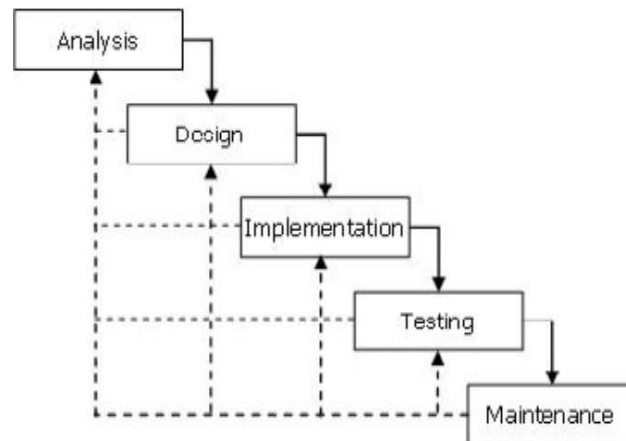 Analysis
Design
Implementation
Testing
Maintenance